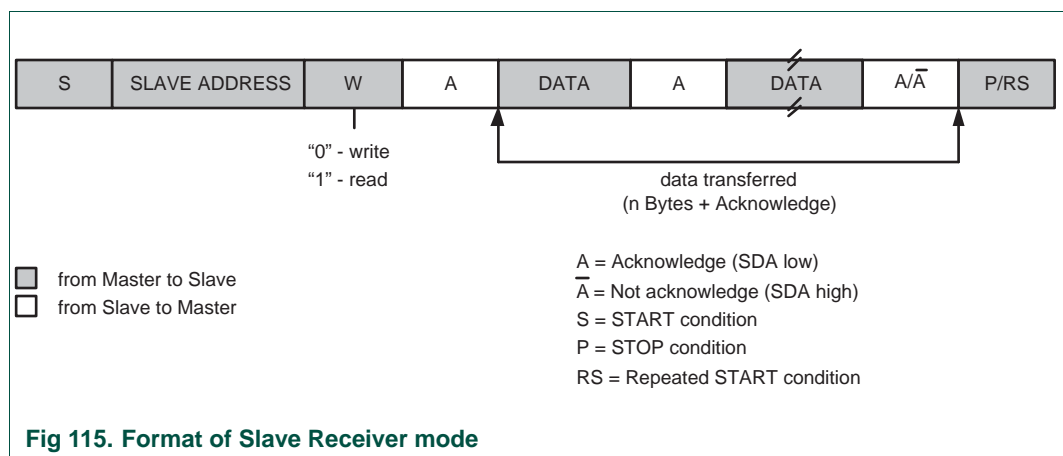 S SLAVE ADDRESS W A DATA A DATA A/A̅ P/RS
“0” - write
“1” - read
data transferred
(n Bytes + Acknowledge)
from Master to Slave
from Slave to Master
A = Acknowledge (SDA low)
A̅ = Not acknowledge (SDA high)
S = START condition
P = STOP condition
RS = Repeated START condition
Fig 115. Format of Slave Receiver mode